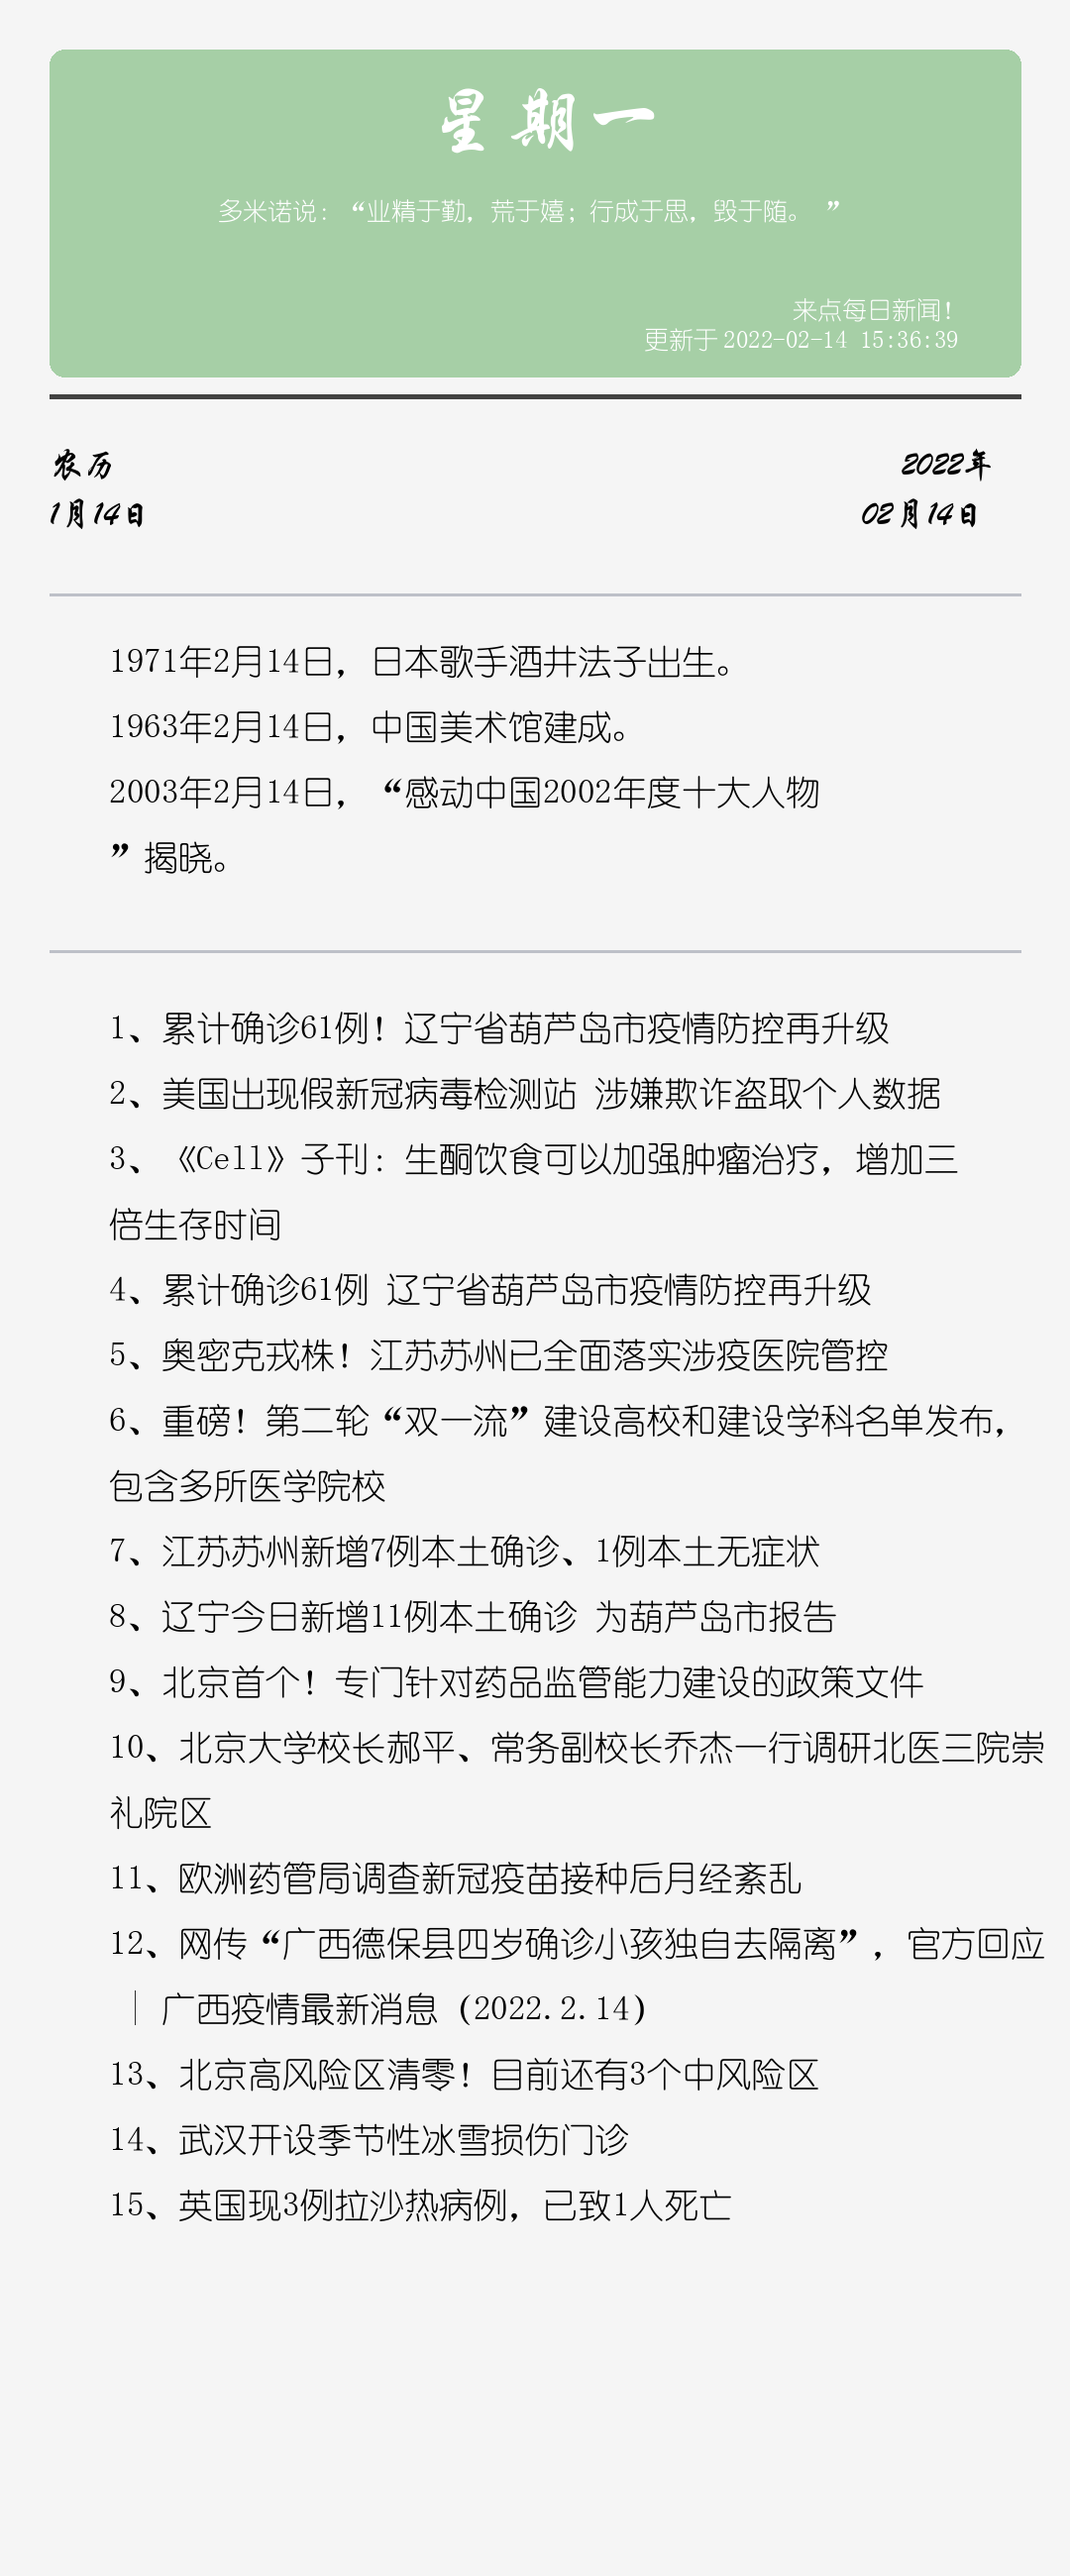 星期一
多米诺说：“业精于勤，荒于嬉；行成于思，毁于随。 ”
来点每日新闻！
更新于2022-02-14 15:36:39
农历
2022年
1月14日
02月14日
1971年2月14日，日本歌手酒井法子出生。
1963年2月14日，中国美术馆建成。
2003年2月14日，“感动中国2002年度十大人物
”揭晓。
1、累计确诊61例！辽宁省葫芦岛市疫情防控再升级
2、美国出现假新冠病毒检测站 涉嫌欺诈盗取个人数据
3、《Cell》子刊：生酮饮食可以加强肿瘤治疗，增加三
倍生存时间
4、累计确诊61例 辽宁省葫芦岛市疫情防控再升级
5、奥密克戎株！江苏苏州已全面落实涉疫医院管控
6、重磅！第二轮“双一流”建设高校和建设学科名单发布，
包含多所医学院校
7、江苏苏州新增7例本土确诊、1例本土无症状
8、辽宁今日新增11例本土确诊 为葫芦岛市报告
9、北京首个！专门针对药品监管能力建设的政策文件
10、北京大学校长郝平、常务副校长乔杰一行调研北医三院崇
礼院区
11、欧洲药管局调查新冠疫苗接种后月经紊乱
12、网传“广西德保县四岁确诊小孩独自去隔离”，官方回应
｜广西疫情最新消息（2022.2.14）
13、北京高风险区清零！目前还有3个中风险区
14、武汉开设季节性冰雪损伤门诊
15、英国现3例拉沙热病例，已致1人死亡